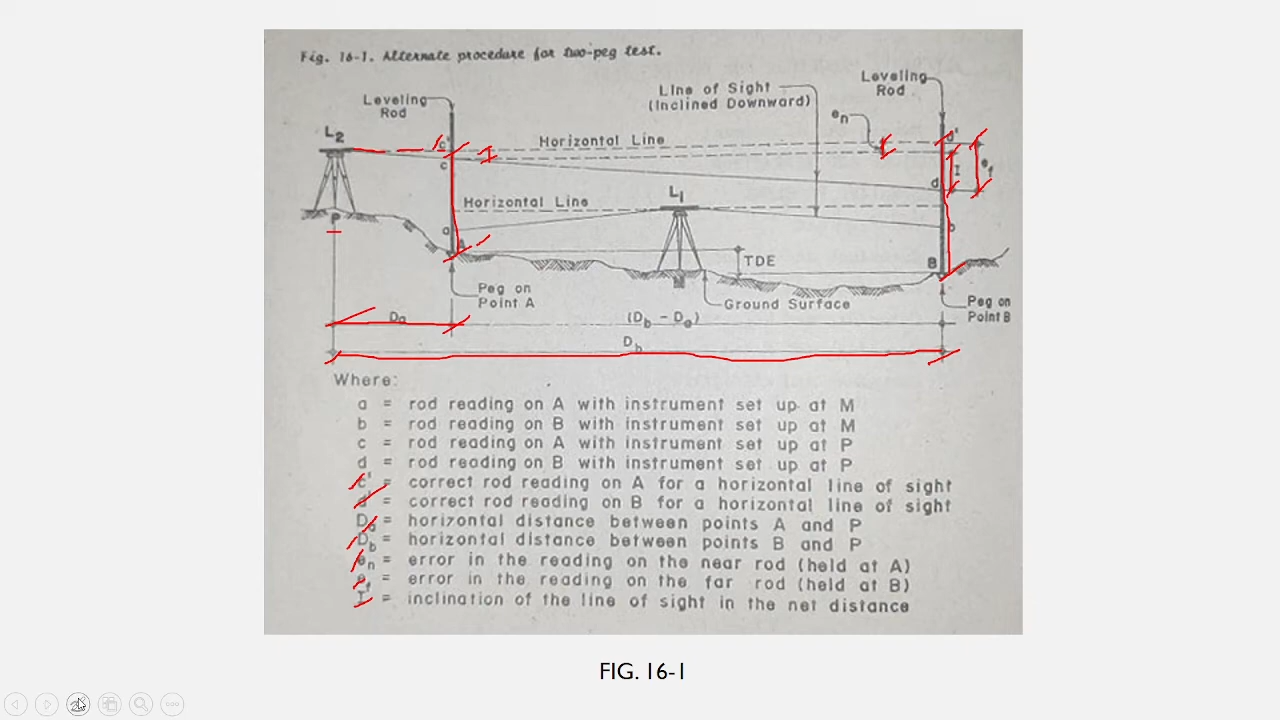 Fig. 16-1. Alternate procedure for two-peg test.
Leveling
Rod
Line of Sight
(Inclined Downward)
Leveling
Rod
L2
en
Horizontal Line
d'
c'
c
I
ef
d
Horizontal Line
L1
P
a
A
b
TDE
B
M
Peg on
Point A
Ground Surface
Peg on
Point B
Da
(Db - Da)
Db
Where:
a = rod reading on A with instrument set up at M
b = rod reading on B with instrument set up at M
c = rod reading on A with instrument set up at P
d = rod reading on B with instrument set up at P
c' = correct rod reading on A for a horizontal line of sight
d' = correct rod reading on B for a horizontal line of sight
Da = horizontal distance between points A and P
Db = horizontal distance between points B and P
en = error in the reading on the near rod (held at A)
ef = error in the reading on the far rod (held at B)
I = inclination of the line of sight in the net distance
FIG. 16-1